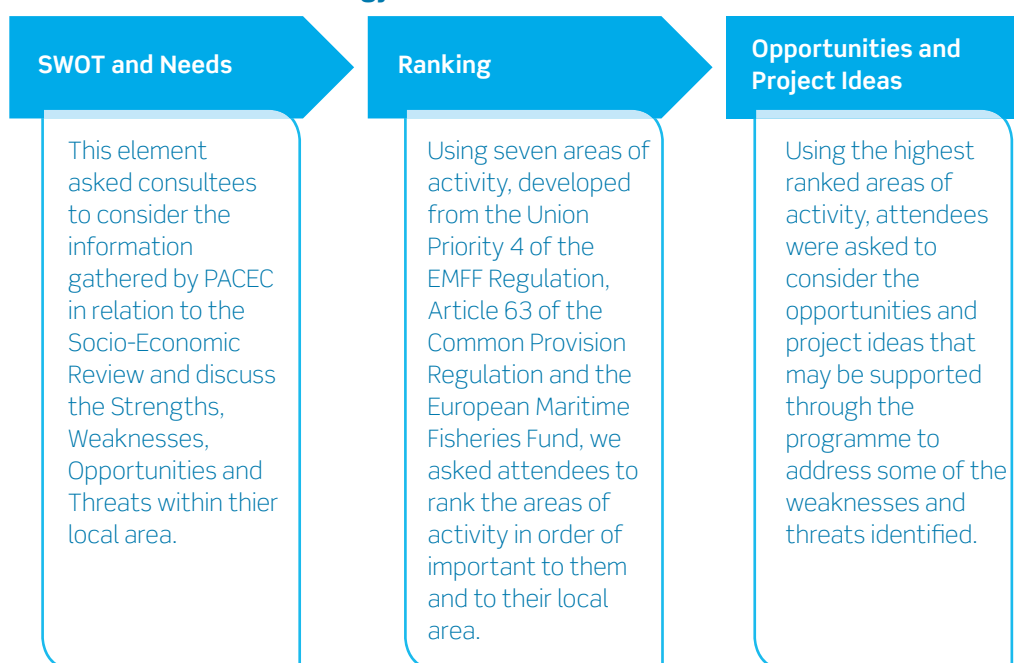 gy
SWOT and Needs
This element
asked consultees
to consider the
information
gathered by PACEC
in relation to the
Socio-Economic
Review and discuss
the Strengths,
Weaknesses,
Opportunities and
Threats within thier
local area.
Ranking
Using seven areas of
activity, developed
from the Union
Priority 4 of the
EMFF Regulation,
Article 63 of the
Common Provision
Regulation and the
European Maritime
Fisheries Fund, we
asked attendees to
rank the areas of
activity in order of
important to them
and to their local
area.
Opportunities and
Project Ideas
Using the highest
ranked areas of
activity, attendees
were asked to
consider the
opportunities and
project ideas that
may be supported
through the
programme to
address some of the
weaknesses and
threats identified.